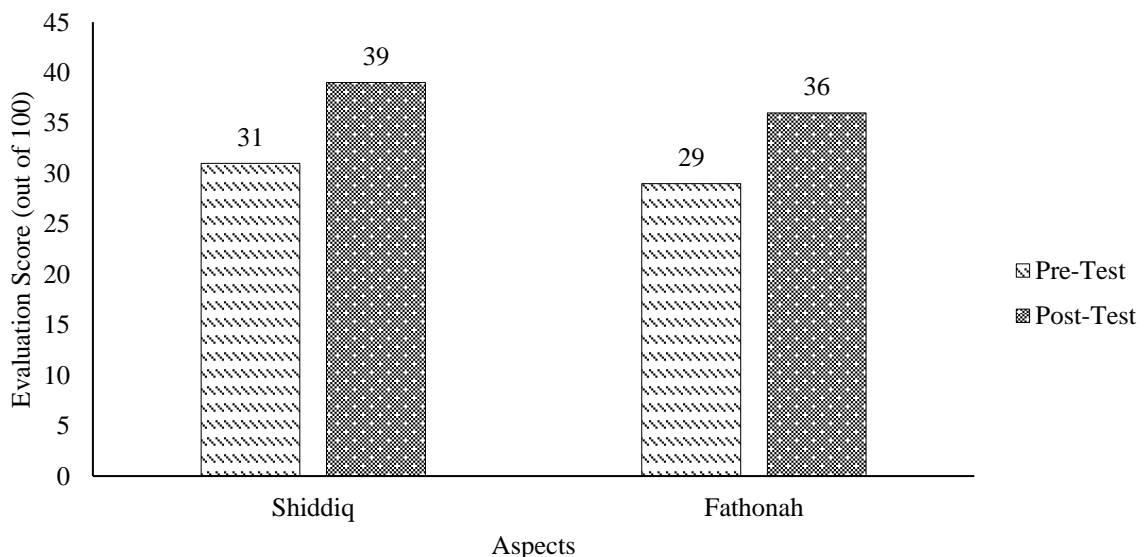 Evaluation Score (out of 100)
45
40
35
30
25
20
15
10
5
0
31
39
29
36
Shiddiq
Fathonah
Aspects
Pre-Test
Post-Test